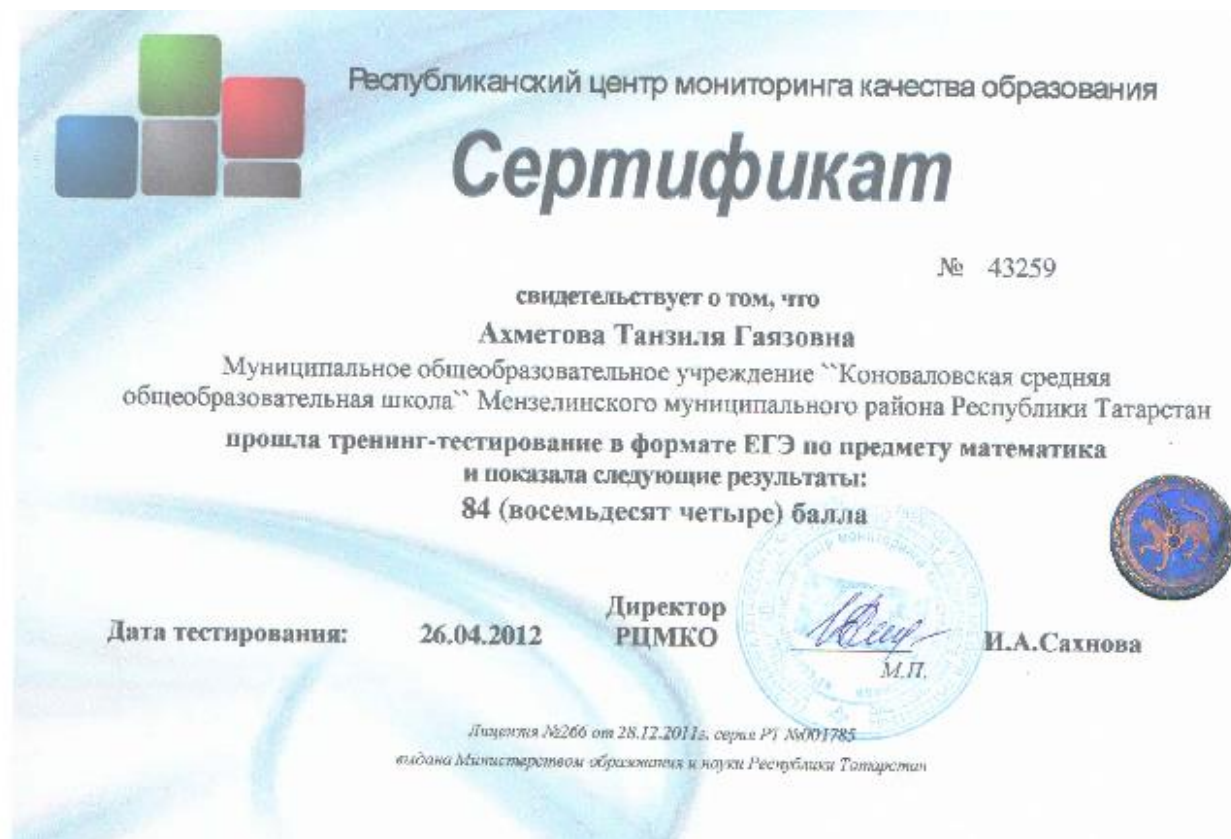 Республиканский центр мониторинга качества образования
Сертификат
№ 43259
свидетельствует о том, что
Ахметова Танзиля Гаязовна
Муниципальное общеобразовательное учреждение ``Коноваловская средняя
общеобразовательная школа`` Мензелинского муниципального района Республики Татарстан
прошла тренинг-тестирование в формате ЕГЭ по предмету математика
и показала следующие результаты:
84 (восемьдесят четыре) балла
Директор
Дата тестирования: 26.04.2012 РЦМКО И.А.Сахнова
М.П.
Лицензия №266 от 28.12.2011г. серия РТ №001785
выдана Министерством образования и науки Республики Татарстан